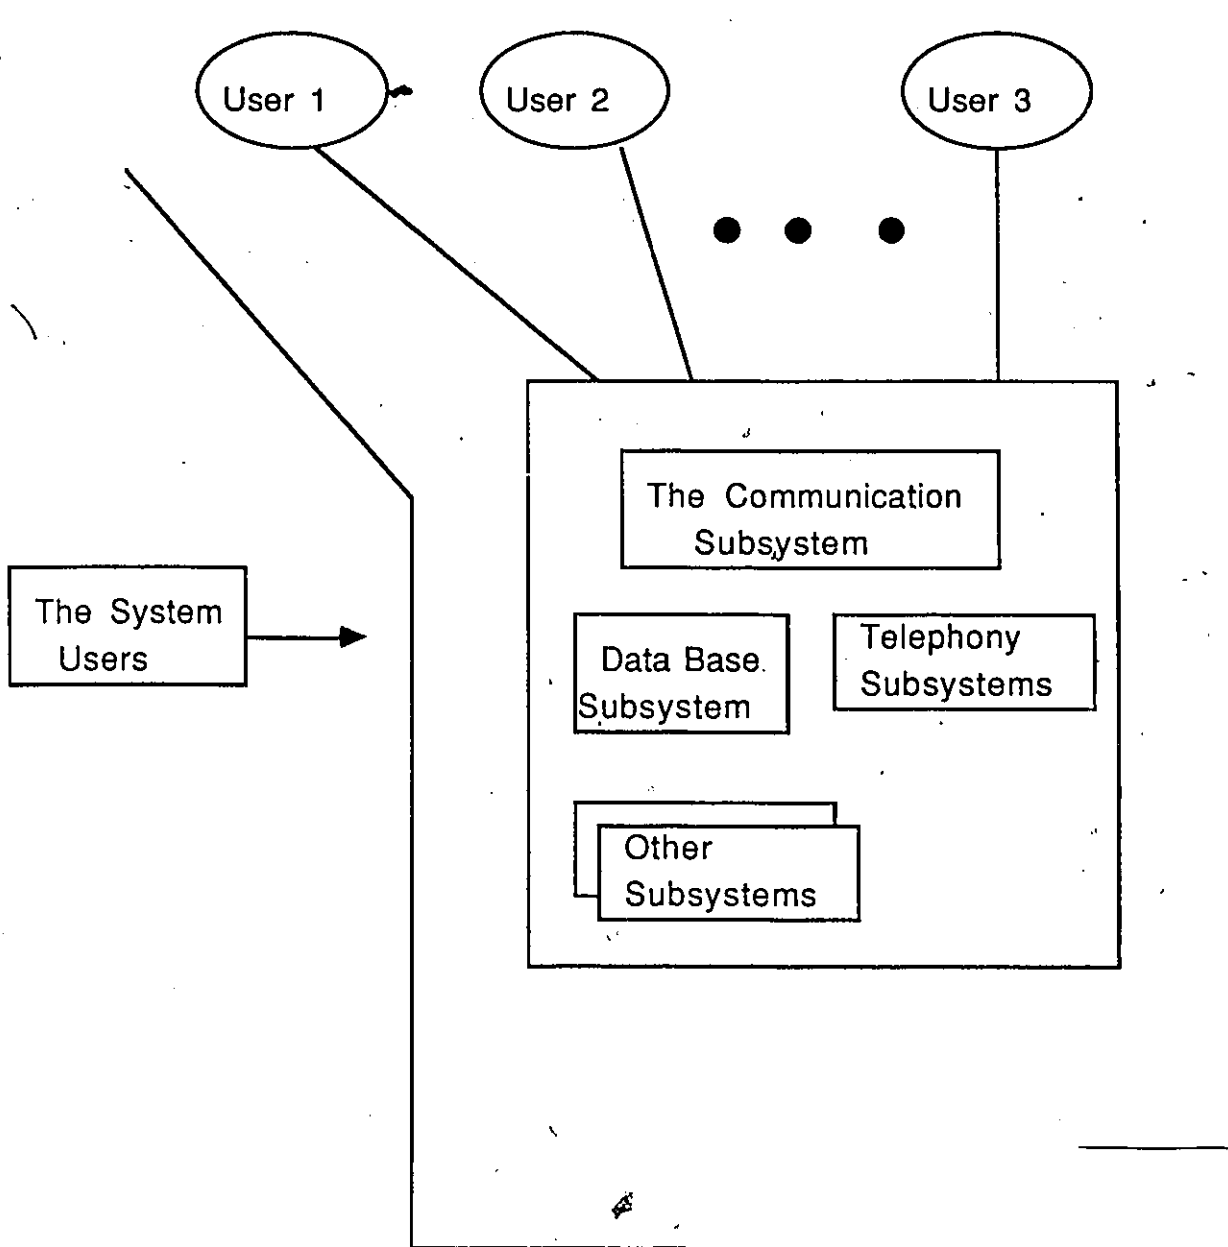 User 1
User 2
User 3
The Communication
Subsystem
The System
Users
Data Base
Subsystem
Telephony
Subsystems
Other
Subsystems